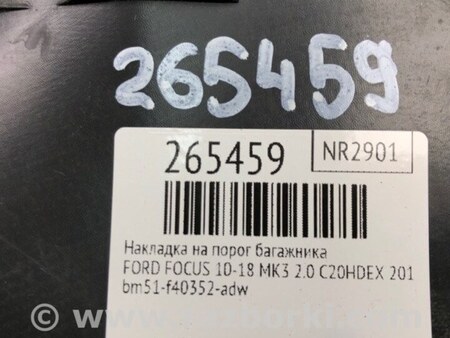 265459
265459 NR2901
Накладка на порог багажника
FORD FOCUS 10-18 MK3 2.0 C20HDEX 201
bm51-f40352-adw